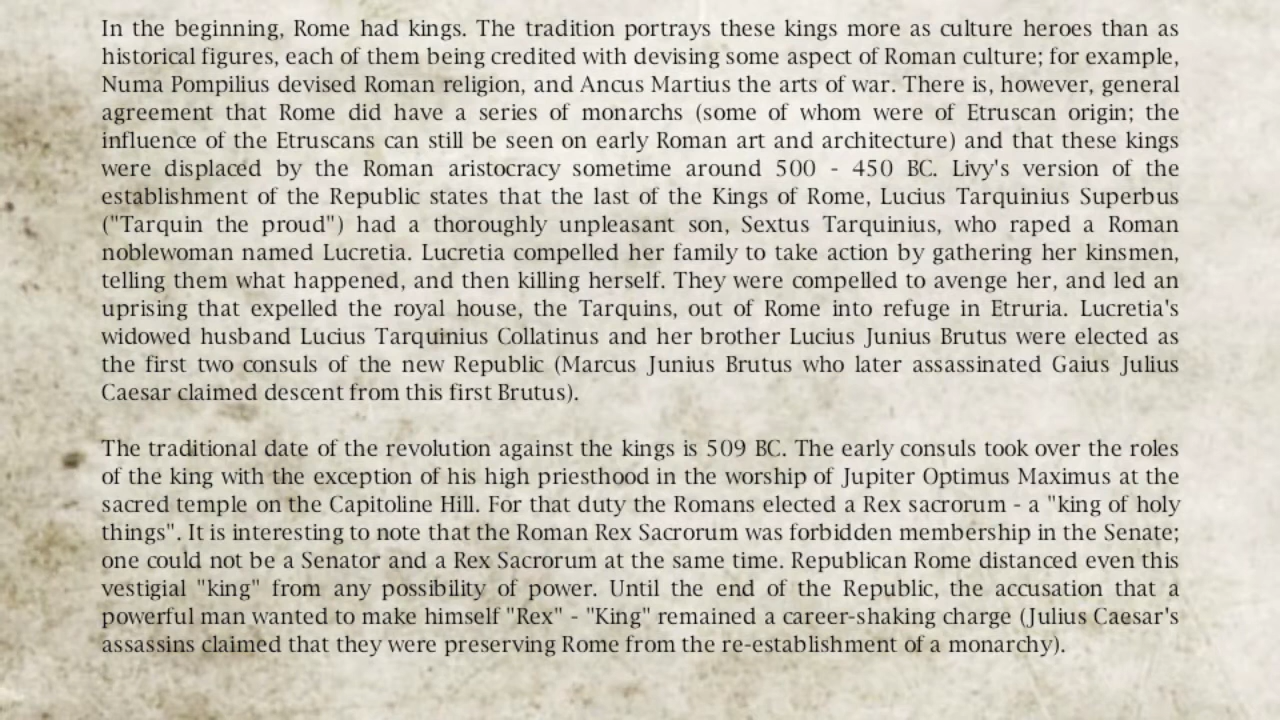 In the beginning, Rome had kings. The tradition portrays these kings more as culture heroes than as
historical figures, each of them being credited with devising some aspect of Roman culture; for example,
Numa Pompilius devised Roman religion, and Ancus Martius the arts of war. There is, however, general
agreement that Rome did have a series of monarchs (some of whom were of Etruscan origin; the
influence of the Etruscans can still be seen on early Roman art and architecture) and that these kings
were displaced by the Roman aristocracy sometime around 500 - 450 BC. Livy's version of the
establishment of the Republic states that the last of the Kings of Rome, Lucius Tarquinius Superbus
("Tarquin the proud") had a thoroughly unpleasant son, Sextus Tarquinius, who raped a Roman
noblewoman named Lucretia. Lucretia compelled her family to take action by gathering her kinsmen,
telling them what happened, and then killing herself. They were compelled to avenge her, and led an
uprising that expelled the royal house, the Tarquins, out of Rome into refuge in Etruria. Lucretia's
widowed husband Lucius Tarquinius Collatinus and her brother Lucius Junius Brutus were elected as
the first two consuls of the new Republic (Marcus Junius Brutus who later assassinated Gaius Julius
Caesar claimed descent from this first Brutus).
The traditional date of the revolution against the kings is 509 BC. The early consuls took over the roles
of the king with the exception of his high priesthood in the worship of Jupiter Optimus Maximus at the
sacred temple on the Capitoline Hill. For that duty the Romans elected a Rex sacrorum - a "king of holy
things". It is interesting to note that the Roman Rex Sacrorum was forbidden membership in the Senate;
one could not be a Senator and a Rex Sacrorum at the same time. Republican Rome distanced even this
vestigial "king" from any possibility of power. Until the end of the Republic, the accusation that a
powerful man wanted to make himself "Rex" - "King" remained a career-shaking charge (Julius Caesar's
assassins claimed that they were preserving Rome from the re-establishment of a monarchy).